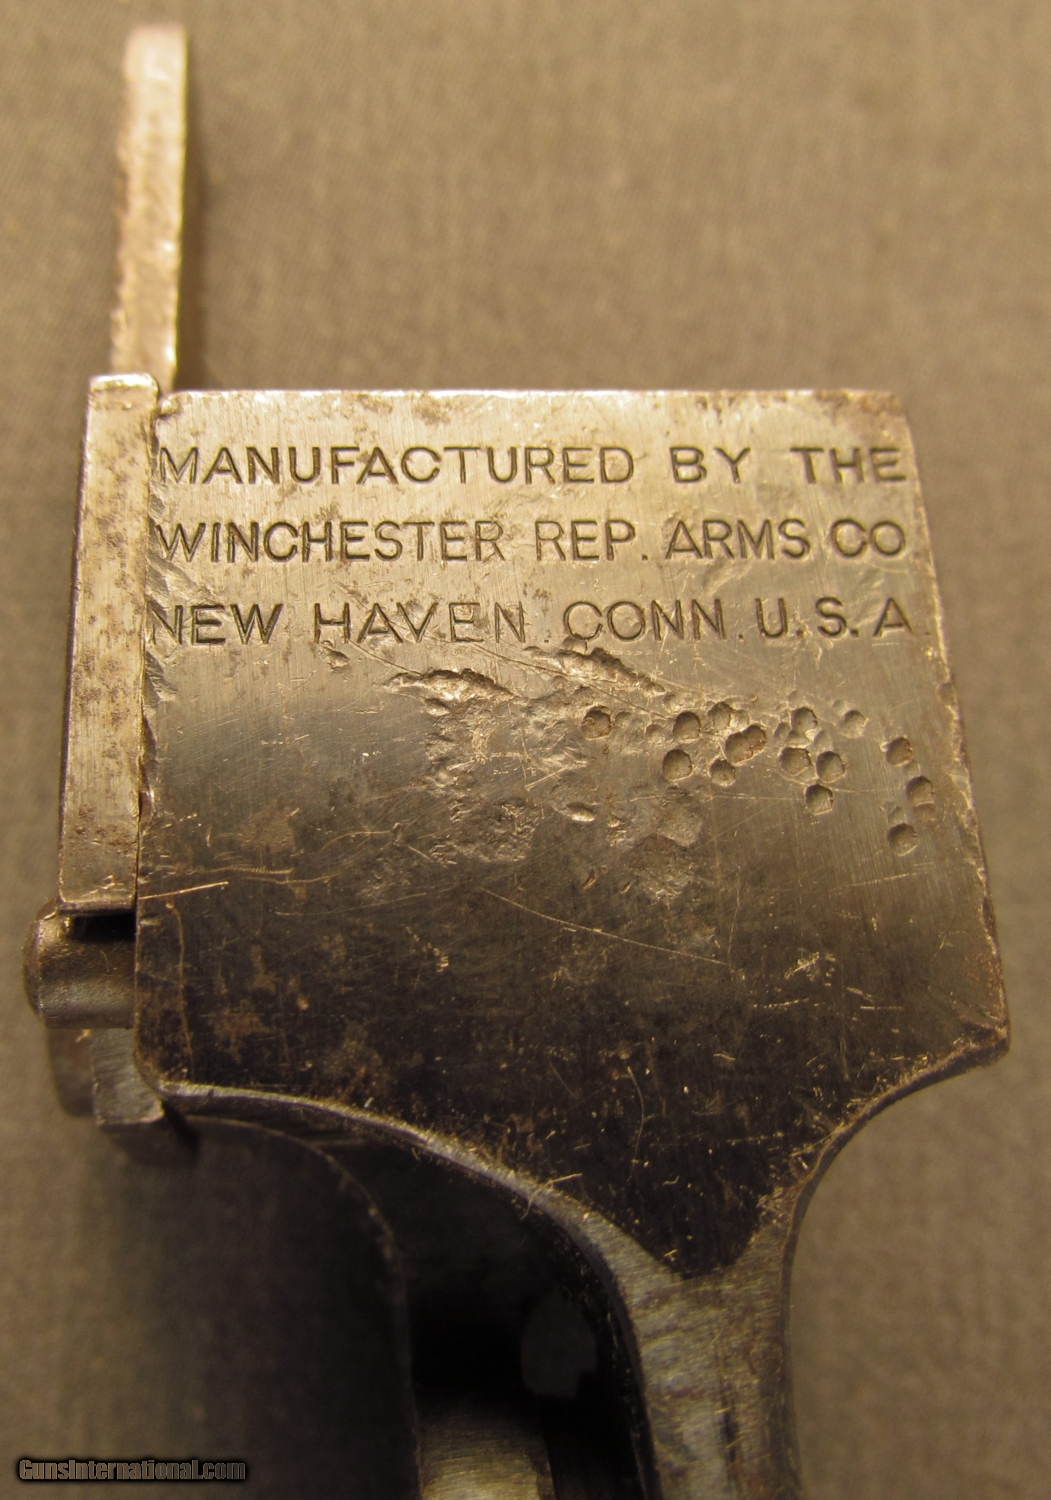 MANUFACTURED BY THE
WINCHESTER REP. ARMS CO
NEW HAVEN. CONN. U.S.A.
GunsInternational.com